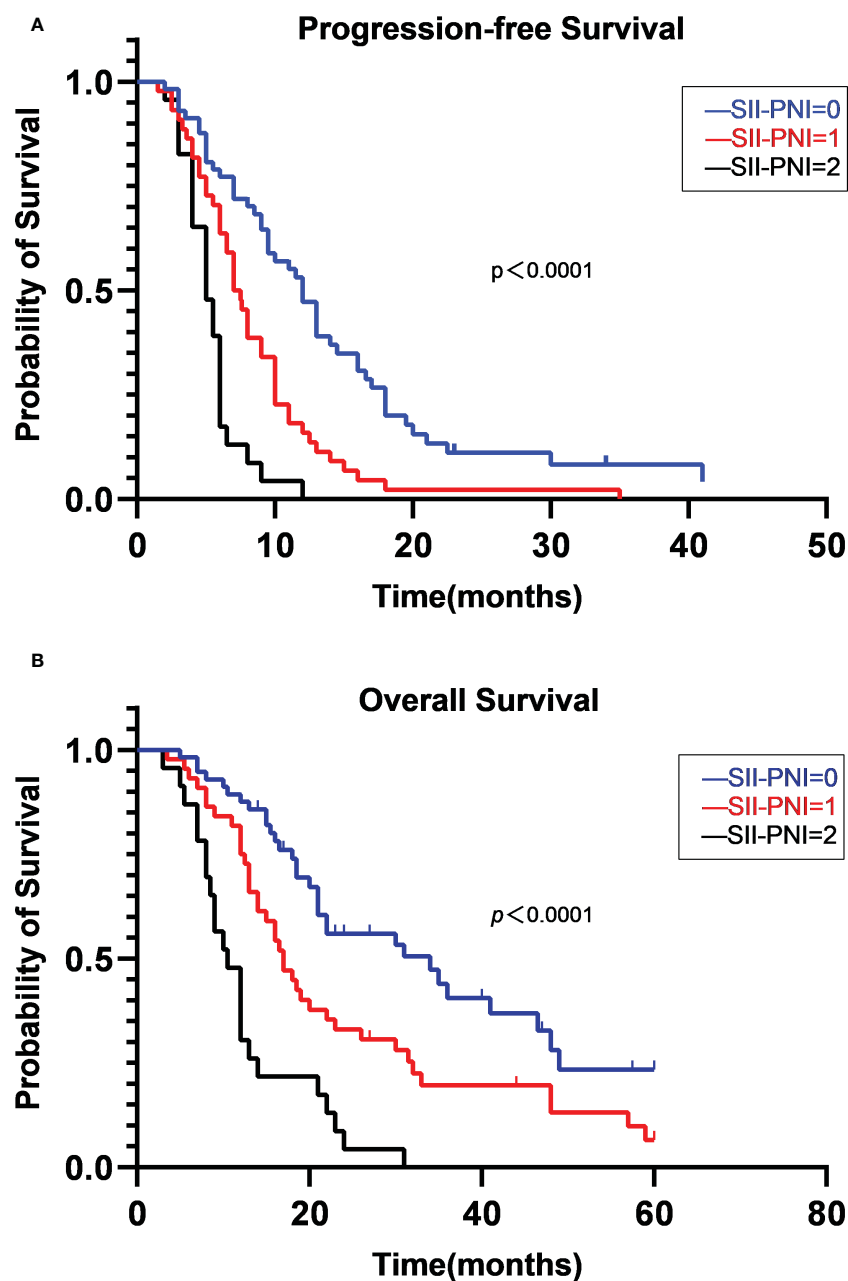 A
Progression-free Survival
Probability of Survival
1.0
0.5
0.0
SII-PNI=0
SII-PNI=1
SII-PNI=2
p<0.0001
0 10 20 30 40 50
Time(months)
B
Overall Survival
Probability of Survival
1.0
0.5
0.0
SII-PNI=0
SII-PNI=1
SII-PNI=2
p<0.0001
0 20 40 60 80
Time(months)